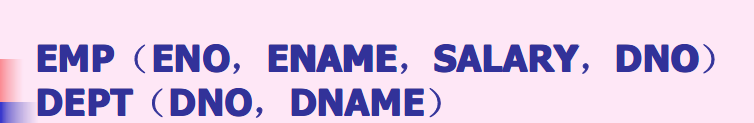 EMP（ENO，ENAME，SALARY，DNO）
DEPT（DNO，DNAME）